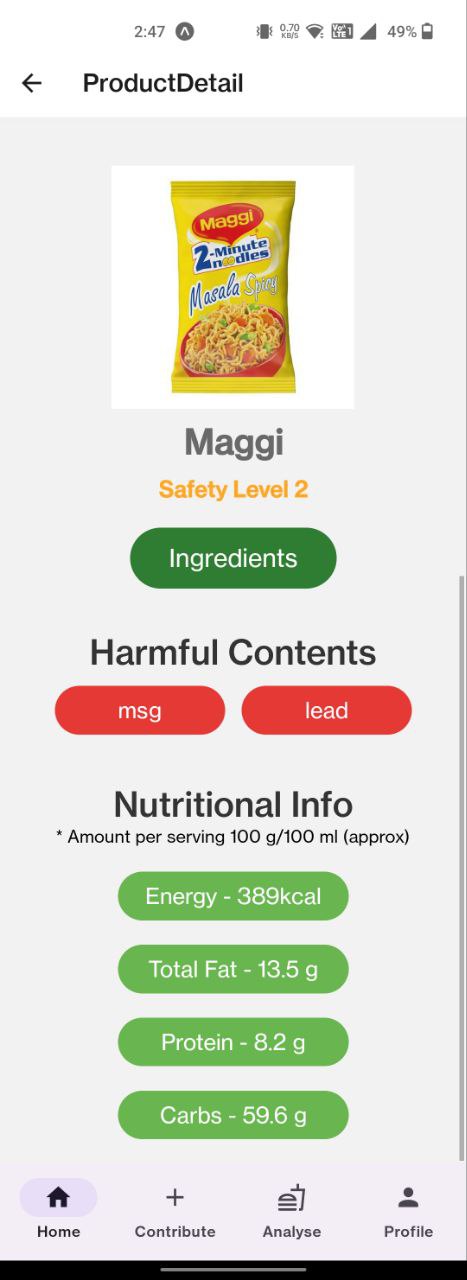 2:47
0.70
KB/S
Vo
LTE 1
49%
ProductDetail
Maggi
2-Minute
noodles
Masala Spicy
Maggi
Safety Level 2
Ingredients
Harmful Contents
msg
lead
Nutritional Info
* Amount per serving 100 g/100 ml (approx)
Energy - 389kcal
Total Fat - 13.5 g
Protein - 8.2 g
Carbs - 59.6 g
Home
Contribute
Analyse
Profile